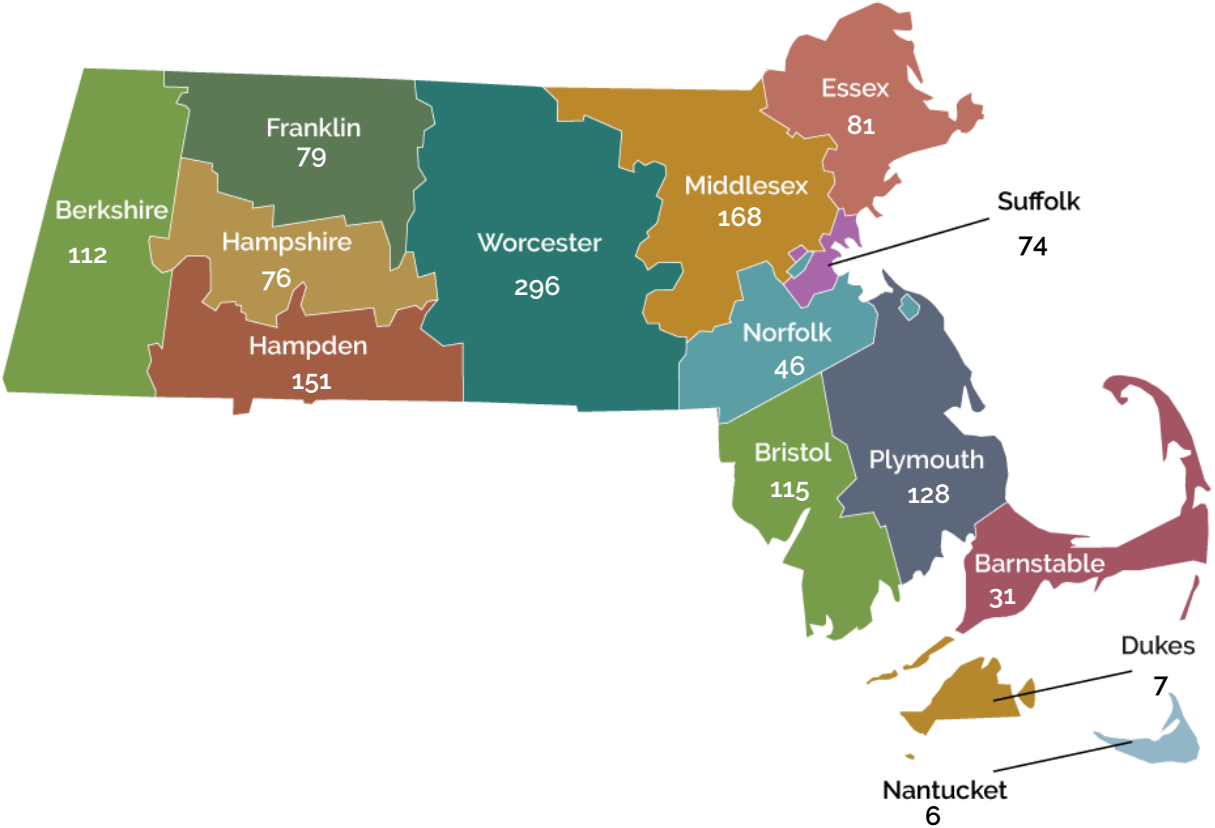 Essex
81
Franklin
79
Middlesex
168
Suffolk
74
Berkshire
112
Hampshire
76
Worcester
296
Norfolk
46
Hampden
151
Bristol
115
Plymouth
128
Barnstable
31
Dukes
7
Nantucket
6